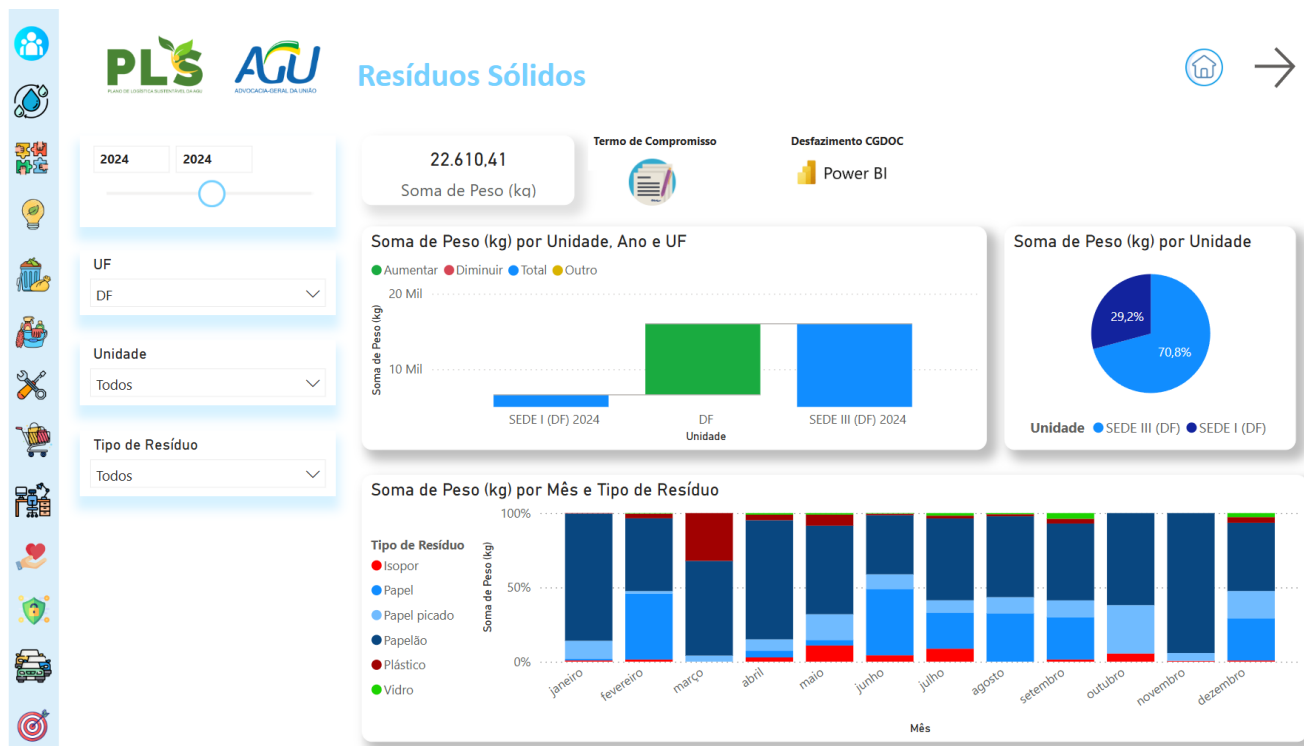 PLS
PLANO DE LOGÍSTICA SUSTENTÁVEL DA AGU
AGU
ADVOCACIA-GERAL DA UNIÃO
Resíduos Sólidos
2024 2024
22.610,41
Soma de Peso (kg)
Termo de Compromisso
Desfazimento CGDOC
Power BI
UF
DF
Unidade
Todos
Tipo de Resíduo
Todos
Soma de Peso (kg) por Unidade, Ano e UF
Aumentar Diminuir Total Outro
Soma de Peso (kg)
20 Mil
10 Mil
SEDE I (DF) 2024 DF SEDE III (DF) 2024
Unidade
Soma de Peso (kg) por Unidade
29,2%
70,8%
Unidade SEDE III (DF) SEDE I (DF)
Soma de Peso (kg) por Mês e Tipo de Resíduo
Tipo de Resíduo
Isopor
Papel
Papel picado
Papelão
Plástico
Vidro
Soma de Peso (kg)
100%
50%
0%
janeiro fevereiro março abril maio junho julho agosto setembro outubro novembro dezembro
Mês